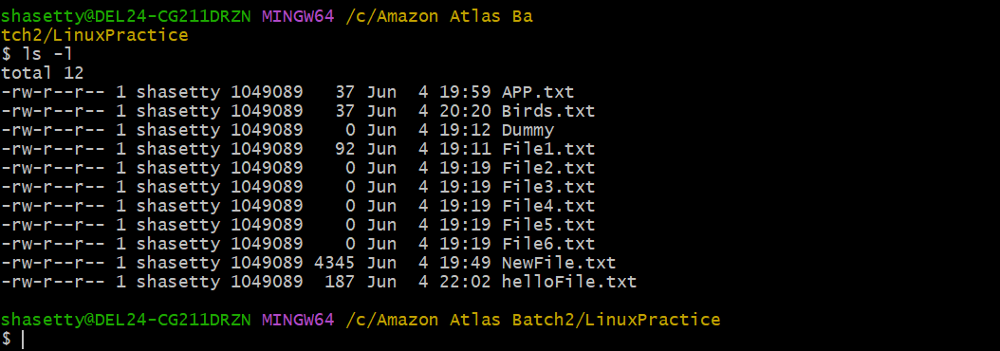 shasetty@DEL24-CG211DRZN MINGW64 /c/Amazon Atlas Ba
tch2/LinuxPractice
$ ls -l
total 12
-rw-r--r-- 1 shasetty 1049089   37 Jun  4 19:59 APP.txt
-rw-r--r-- 1 shasetty 1049089   37 Jun  4 20:20 Birds.txt
-rw-r--r-- 1 shasetty 1049089    0 Jun  4 19:12 Dummy
-rw-r--r-- 1 shasetty 1049089   92 Jun  4 19:11 File1.txt
-rw-r--r-- 1 shasetty 1049089    0 Jun  4 19:19 File2.txt
-rw-r--r-- 1 shasetty 1049089    0 Jun  4 19:19 File3.txt
-rw-r--r-- 1 shasetty 1049089    0 Jun  4 19:19 File4.txt
-rw-r--r-- 1 shasetty 1049089    0 Jun  4 19:19 File5.txt
-rw-r--r-- 1 shasetty 1049089    0 Jun  4 19:19 File6.txt
-rw-r--r-- 1 shasetty 1049089 4345 Jun  4 19:49 NewFile.txt
-rw-r--r-- 1 shasetty 1049089  187 Jun  4 22:02 helloFile.txt
shasetty@DEL24-CG211DRZN MINGW64 /c/Amazon Atlas Batch2/LinuxPractice
$